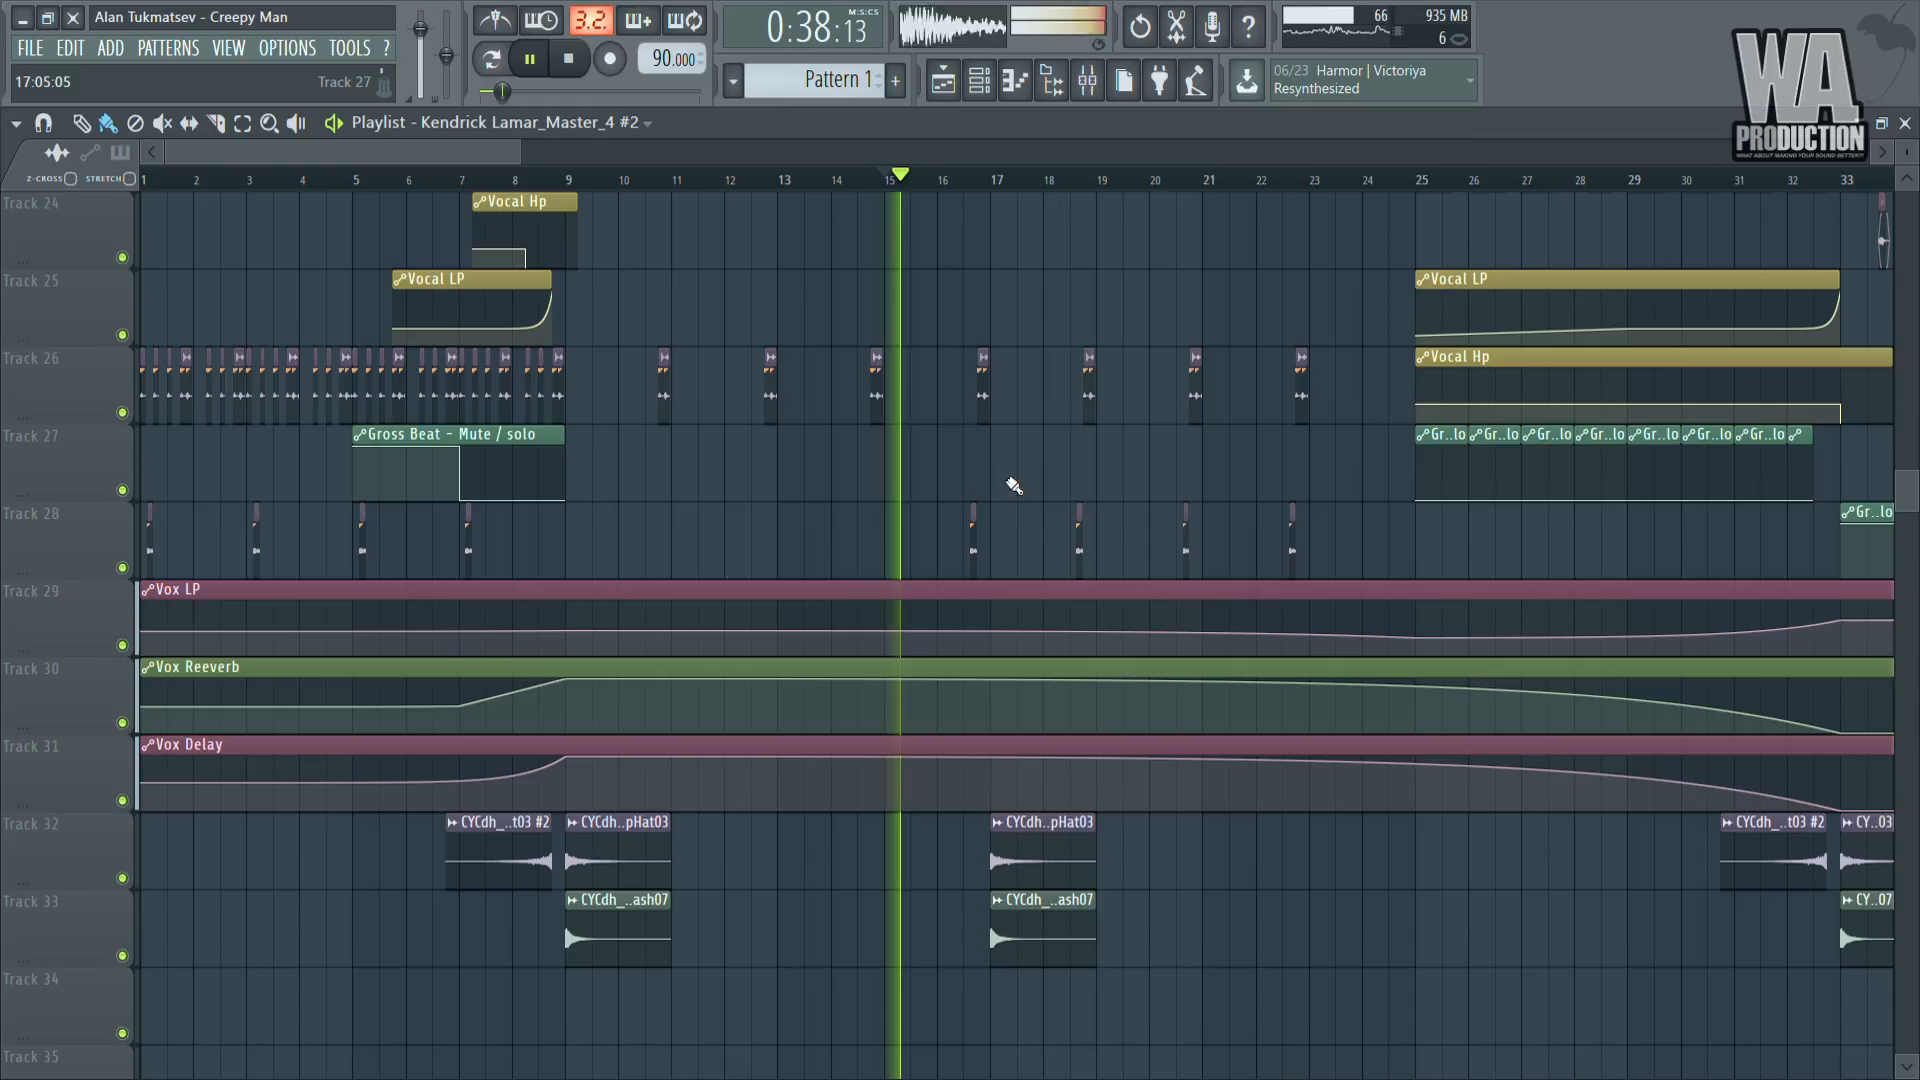 Alan Tukmatsev - Creepy Man
FILE EDIT ADD PATTERNS VIEW OPTIONS TOOLS ?
17:05:05 Track 27
3.2.
90.000
0:38:13
M:S:CS
Pattern 1
66 935 MB
6
06/23 Harmor | Victoriya
Resynthesized
WA
PRODUCTION
WHAT ABOUT MAKING YOUR SOUND BETTER?!
Playlist - Kendrick Lamar_Master_4 #2
Z-CROSS STRETCH
1 2 3 4 5 6 7 8 9 10 11 12 13 14 15 16 17 18 19 20 21 22 23 24 25 26 27 28 29 30 31 32 33
Track 24
Vocal Hp
Track 25
Vocal LP
Vocal LP
Track 26
Vocal Hp
Track 27
Gross Beat - Mute / solo
Gr..lo Gr..lo Gr..lo Gr..lo Gr..lo Gr..lo Gr..lo
Track 28
Gr..lo
Track 29
Vox LP
Track 30
Vox Reeverb
Track 31
Vox Delay
Track 32
CYCdh_..t03 #2 CYCdh..pHat03 CYCdh..pHat03 CYCdh_..t03 #2 CY..03
Track 33
CYCdh_..ash07 CYCdh_..ash07 CY..07
Track 34
Track 35